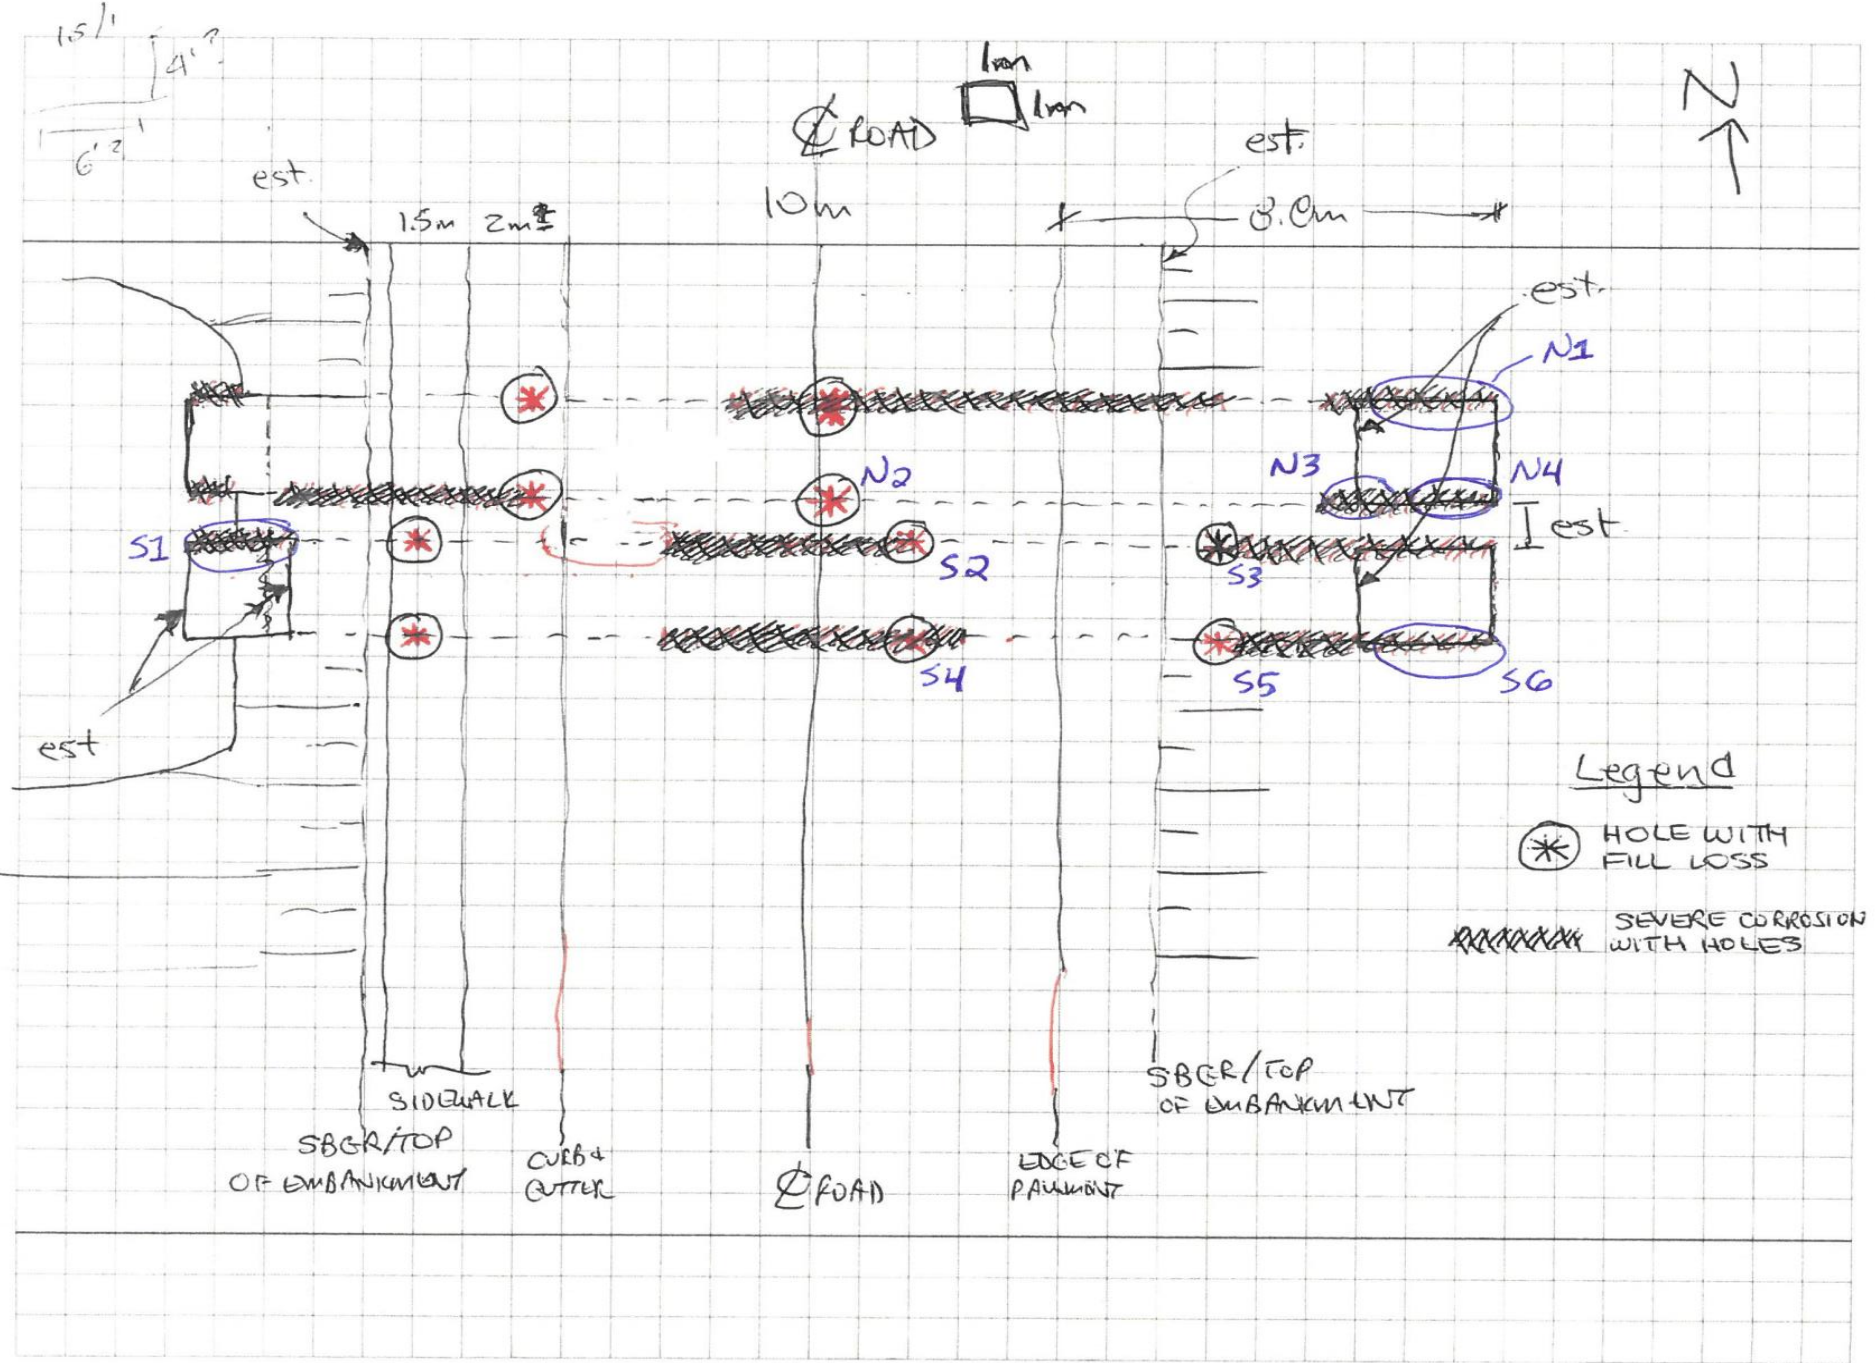 15/1
4'?
6'?
1m
1m
℄ ROAD
N
est.
est.
1.5m
2m±
10m
8.0m
est.
N1
N2
N3
N4
est
S1
S2
S3
S4
S5
S6
est
Legend
HOLE WITH
FILL LOSS
SEVERE CORROSION
WITH HOLES
SIDEWALK
SBGR/TOP
OF EMBANKMENT
CURB &
GUTTER
℄ ROAD
EDGE OF
PAVEMENT
SBGR/TOP
OF EMBANKMENT